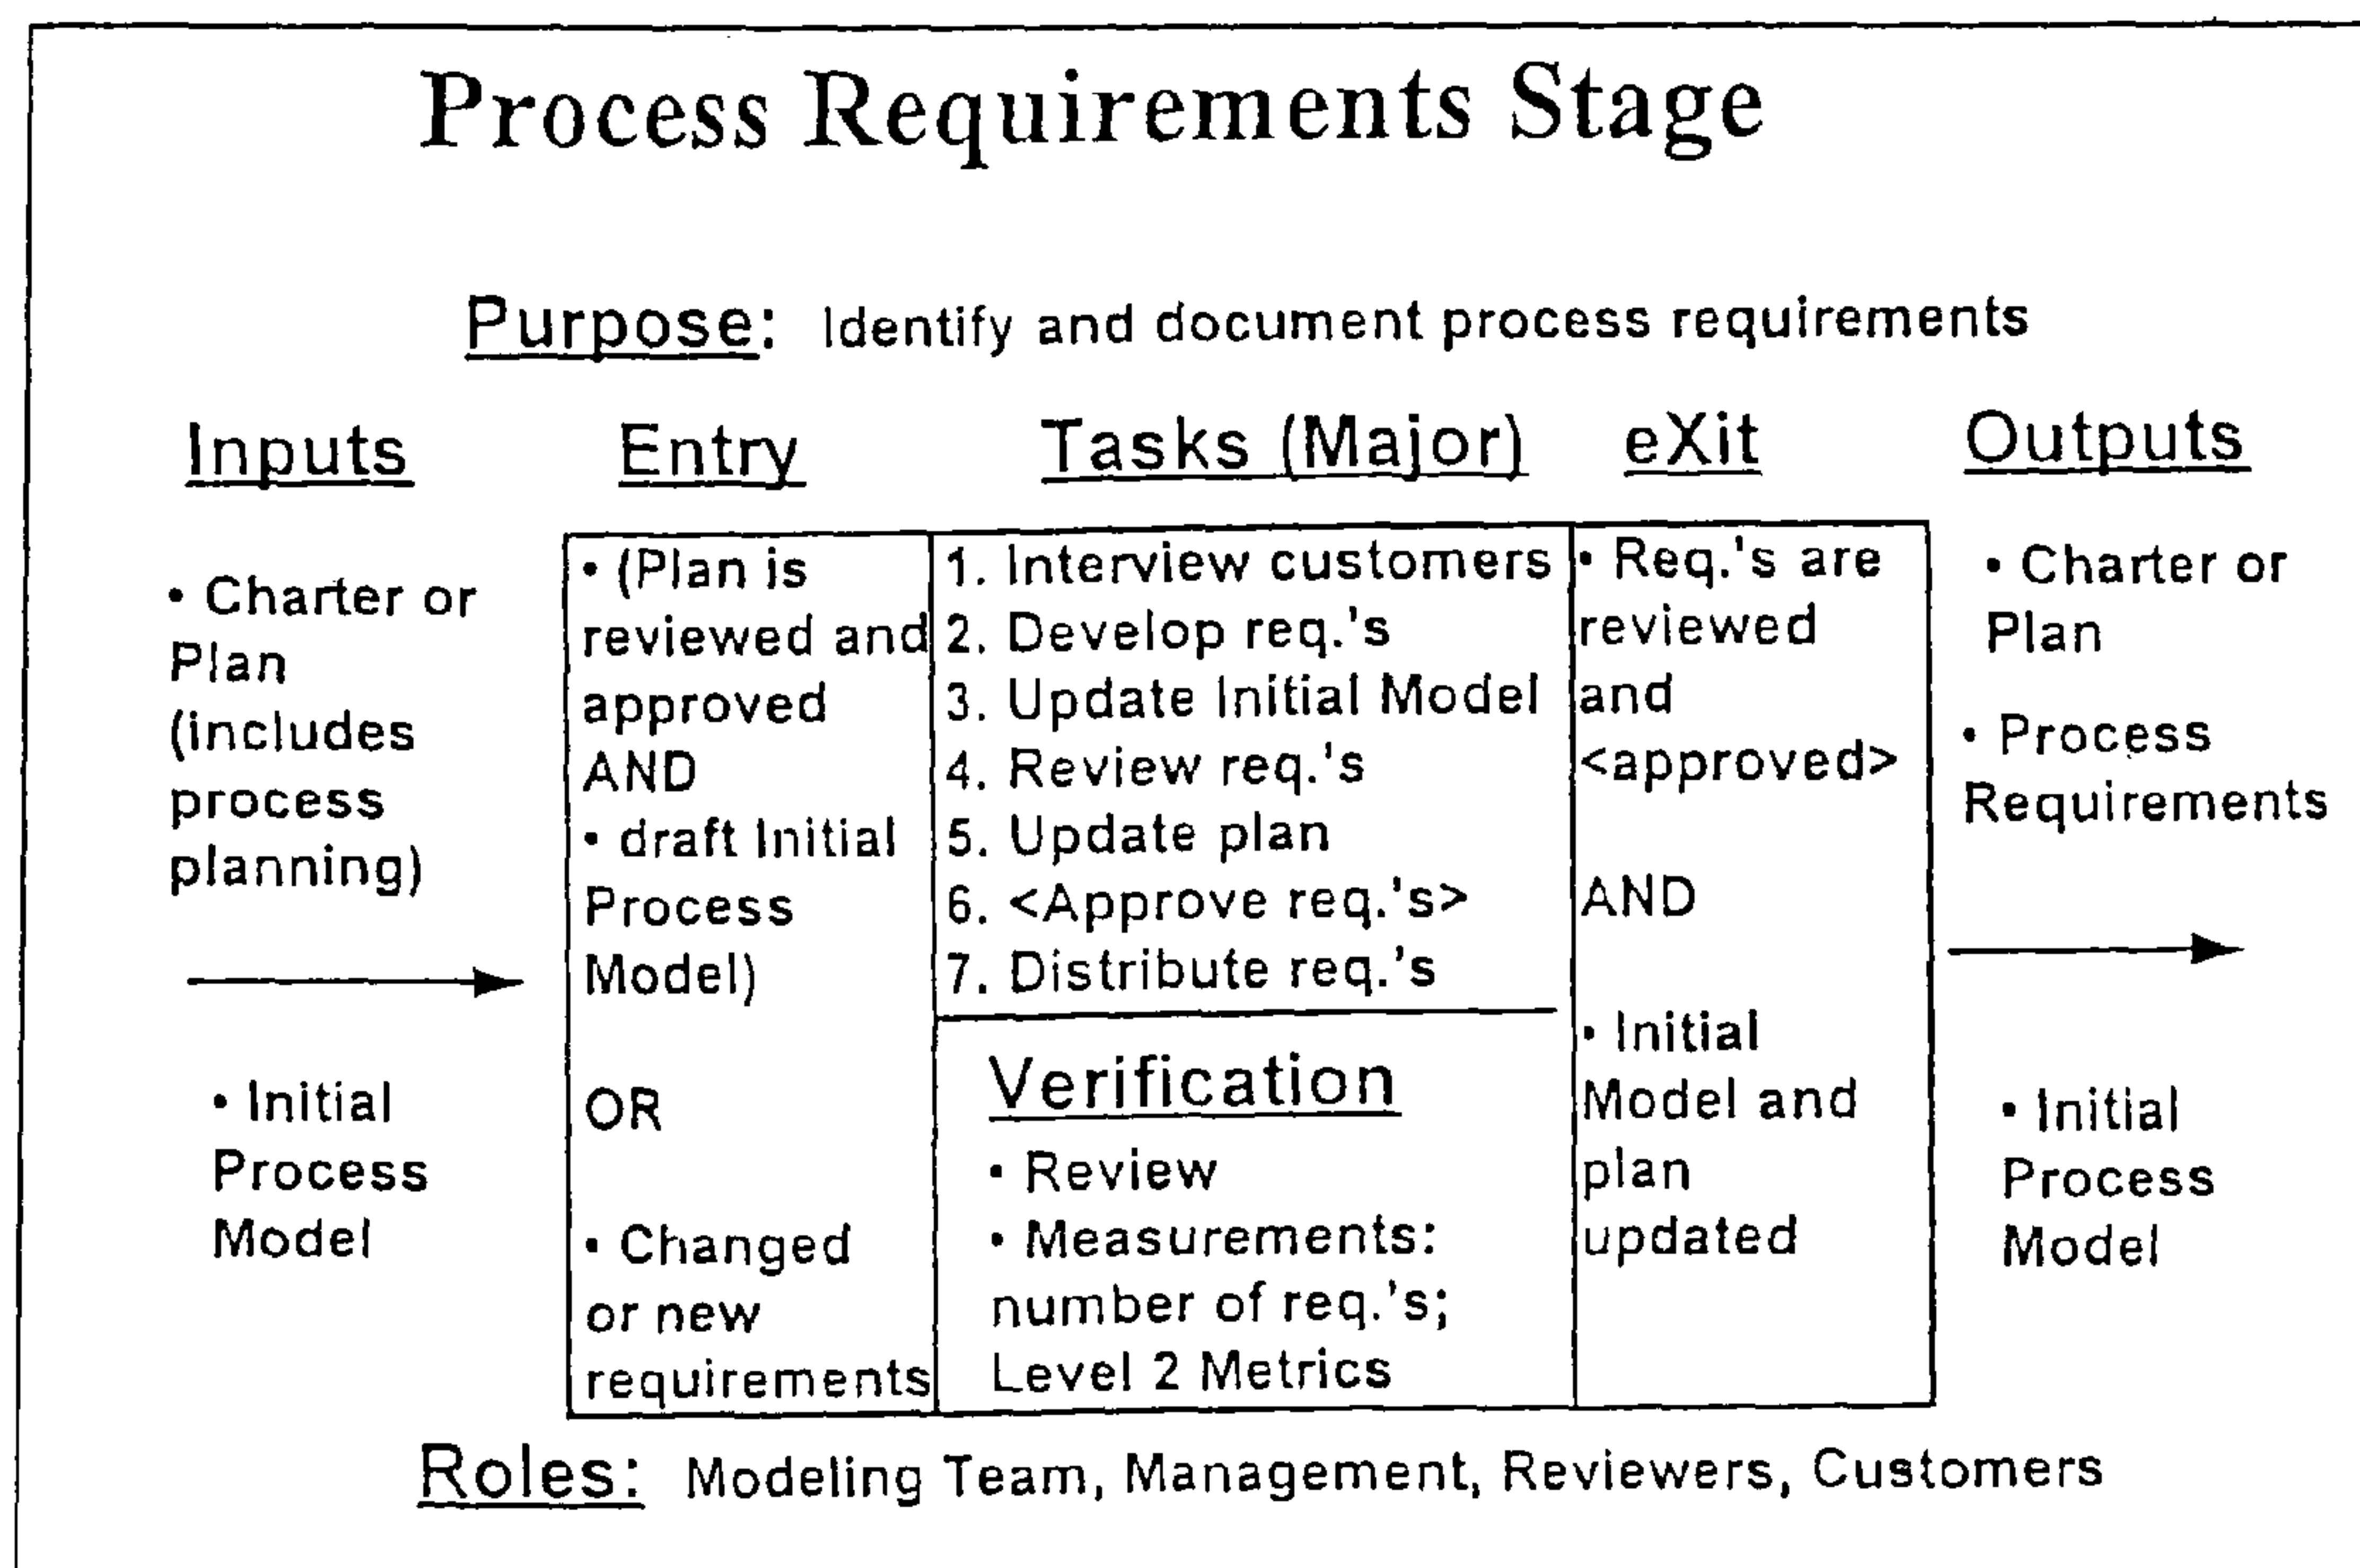 Process Requirements Stage
Purpose: Identify and document process requirements
Inputs
• Charter or
Plan
(includes
process
planning)
• Initial
Process
Model
Entry
• (Plan is
reviewed and
approved
AND
• draft Initial
Process
Model)
OR
• Changed
or new
requirements
Tasks (Major)
1. Interview customers
2. Develop req.'s
3. Update Initial Model
4. Review req.'s
5. Update plan
6. <Approve req.'s>
7. Distribute req.'s
Verification
• Review
• Measurements:
number of req.'s;
Level 2 Metrics
eXit
• Req.'s are
reviewed
and
<approved>
AND
• Initial
Model and
plan
updated
Outputs
• Charter or
Plan
• Process
Requirements
• Initial
Process
Model
Roles: Modeling Team, Management, Reviewers, Customers